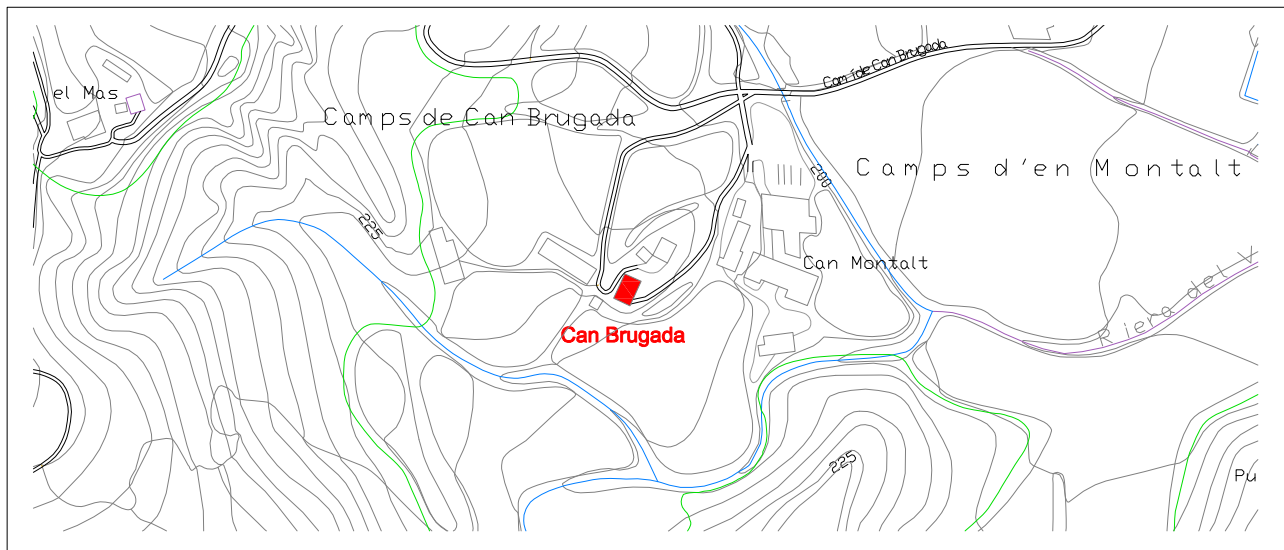 Camí de Can Brugada
el Mas
Camps de Can Brugada
Camps d'en Montalt
200
225
Can Montalt
Riera del V
Can Brugada
225
Pu